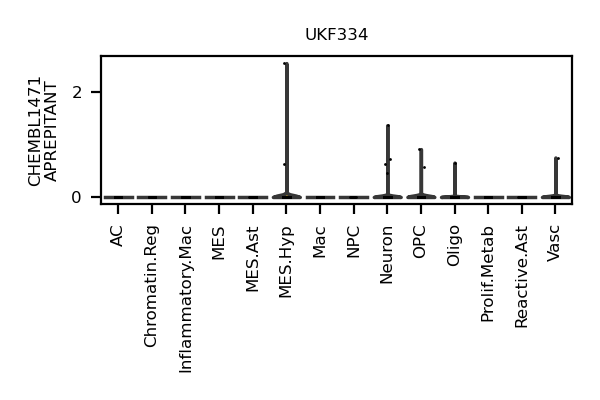 UKF334
CHEMBL1471
APREPITANT
2
0
AC
Chromatin.Reg
Inflammatory.Mac
MES
MES.Ast
MES.Hyp
Mac
NPC
Neuron
OPC
Oligo
Prolif.Metab
Reactive.Ast
Vasc